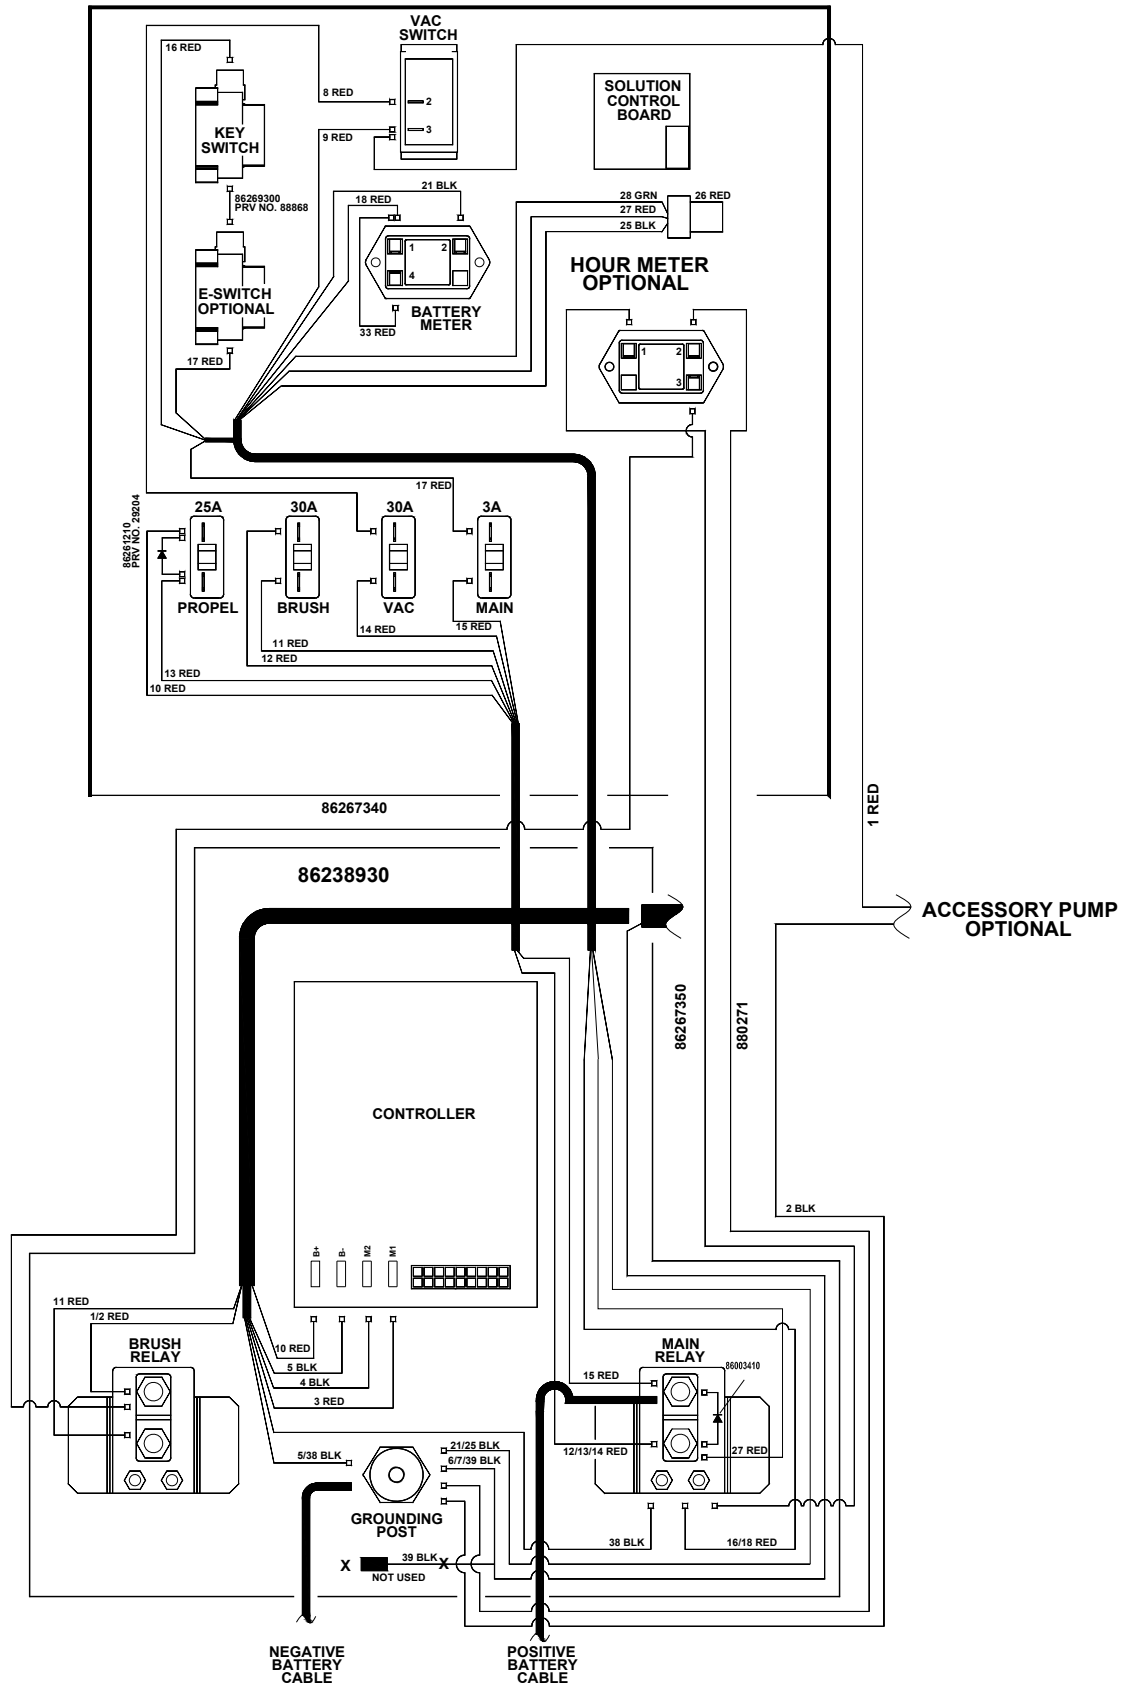 VAC
SWITCH
16 RED
8 RED
2
3
9 RED
KEY
SWITCH
SOLUTION
CONTROL
BOARD
86269300
PRV NO. 88868
21 BLK
18 RED
28 GRN
26 RED
27 RED
25 BLK
1
2
4
BATTERY
METER
33 RED
E-SWITCH
OPTIONAL
17 RED
HOUR METER
OPTIONAL
1
2
3
17 RED
86261210
PRV NO. 29204
25A
30A
30A
3A
PROPEL
BRUSH
VAC
MAIN
15 RED
14 RED
11 RED
12 RED
13 RED
10 RED
86267340
1 RED
86238930
ACCESSORY PUMP
OPTIONAL
86267350
880271
CONTROLLER
2 BLK
B+
B-
M2
M1
11 RED
1/2 RED
10 RED
5 BLK
4 BLK
3 RED
BRUSH
RELAY
MAIN
RELAY
86003410
15 RED
12/13/14 RED
27 RED
5/38 BLK
21/25 BLK
6/7/39 BLK
GROUNDING
POST
38 BLK
16/18 RED
X
39 BLK
X
NOT USED
NEGATIVE
BATTERY
CABLE
POSITIVE
BATTERY
CABLE